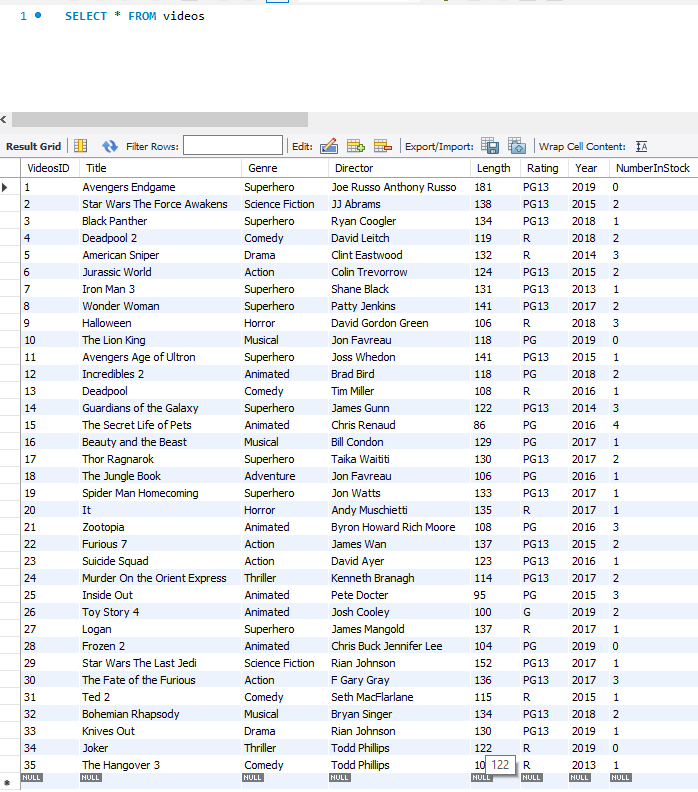 1 SELECT * FROM videos
Result Grid Filter Rows: Edit: Export/Import: Wrap Cell Content: IA
VideosID Title Genre Director Length Rating Year NumberInStock
1 Avengers Endgame Superhero Joe Russo Anthony Russo 181 PG13 2019 0
2 Star Wars The Force Awakens Science Fiction JJ Abrams 138 PG13 2015 2
3 Black Panther Superhero Ryan Coogler 134 PG13 2018 1
4 Deadpool 2 Comedy David Leitch 119 R 2018 2
5 American Sniper Drama Clint Eastwood 132 R 2014 3
6 Jurassic World Action Colin Trevorrow 124 PG13 2015 2
7 Iron Man 3 Superhero Shane Black 131 PG13 2013 1
8 Wonder Woman Superhero Patty Jenkins 141 PG13 2017 2
9 Halloween Horror David Gordon Green 106 R 2018 3
10 The Lion King Musical Jon Favreau 118 PG 2019 0
11 Avengers Age of Ultron Superhero Joss Whedon 141 PG13 2015 1
12 Incredibles 2 Animated Brad Bird 118 PG 2018 2
13 Deadpool Comedy Tim Miller 108 R 2016 1
14 Guardians of the Galaxy Superhero James Gunn 122 PG13 2014 3
15 The Secret Life of Pets Animated Chris Renaud 86 PG 2016 4
16 Beauty and the Beast Musical Bill Condon 129 PG 2017 1
17 Thor Ragnarok Superhero Taika Waititi 130 PG13 2017 2
18 The Jungle Book Adventure Jon Favreau 106 PG 2016 1
19 Spider Man Homecoming Superhero Jon Watts 133 PG13 2017 1
20 It Horror Andy Muschietti 135 R 2017 1
21 Zootopia Animated Byron Howard Rich Moore 108 PG 2016 3
22 Furious 7 Action James Wan 137 PG13 2015 2
23 Suicide Squad Action David Ayer 123 PG13 2016 1
24 Murder On the Orient Express Thriller Kenneth Branagh 114 PG13 2017 2
25 Inside Out Animated Pete Docter 95 PG 2015 3
26 Toy Story 4 Animated Josh Cooley 100 G 2019 2
27 Logan Superhero James Mangold 137 R 2017 1
28 Frozen 2 Animated Chris Buck Jennifer Lee 104 PG 2019 0
29 Star Wars The Last Jedi Science Fiction Rian Johnson 152 PG13 2017 1
30 The Fate of the Furious Action F Gary Gray 136 PG13 2017 3
31 Ted 2 Comedy Seth MacFlarlane 115 R 2015 1
32 Bohemian Rhapsody Musical Bryan Singer 134 PG13 2018 2
33 Knives Out Drama Rian Johnson 130 PG13 2019 1
34 Joker Thriller Todd Phillips 122 R 2019 0
35 The Hangover 3 Comedy Todd Phillips 122 R 2013 1
NULL NULL NULL NULL NULL NULL NULL NULL